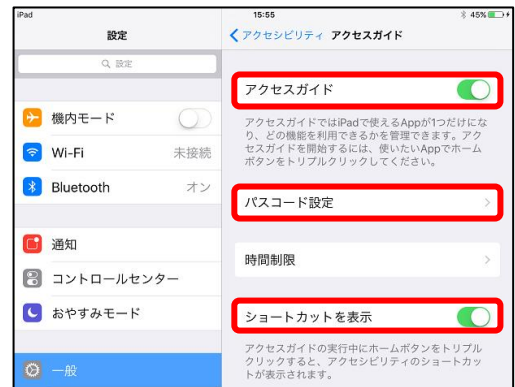 iPad 15:55 45%
設定
アクセシビリティ アクセスガイド
設定
機内モード
Wi-Fi 未接続
Bluetooth オン
通知
コントロールセンター
おやすみモード
一般
アクセスガイド
アクセスガイドではiPadで使えるAppが1つだけにな
り、どの機能を利用できるかを管理できます。アク
セスガイドを開始するには、使いたいAppでホーム
ボタンをトリプルクリックしてください。
パスコード設定
時間制限
ショートカットを表示
アクセスガイドの実行中にホームボタンをトリプル
クリックすると、アクセシビリティのショートカッ
トが表示されます。